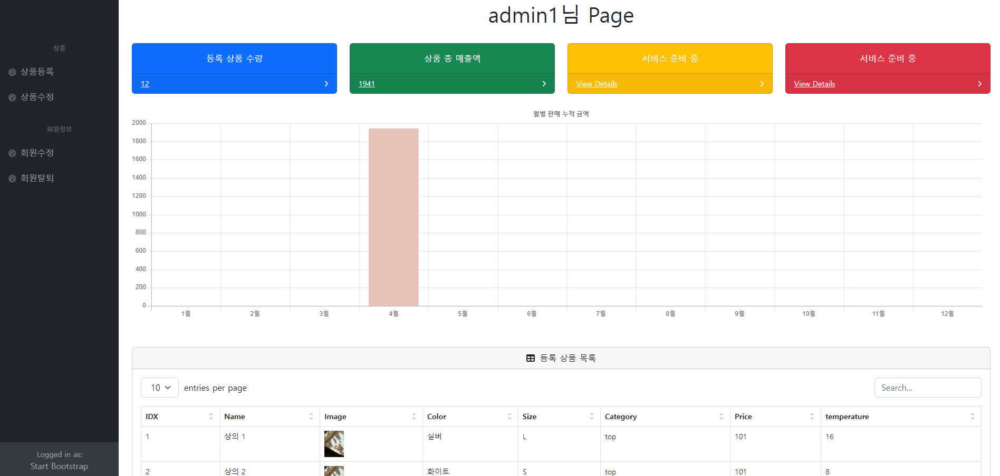 admin1님 Page
상품
상품등록
상품수정
회원정보
회원수정
회원탈퇴
Logged in as:
Start Bootstrap
등록 상품 수량
12
상품 총 매출액
1941
서비스 준비 중
View Details
서비스 준비 중
View Details
월별 판매 누적 금액
2000
1800
1600
1400
1200
1000
800
600
400
200
0
1월 2월 3월 4월 5월 6월 7월 8월 9월 10월 11월 12월
등록 상품 목록
10 entries per page
Search...
IDX Name Image Color Size Category Price temperature
1 상의 1 실버 L top 101 16
2 상의 2 화이트 S top 101 8